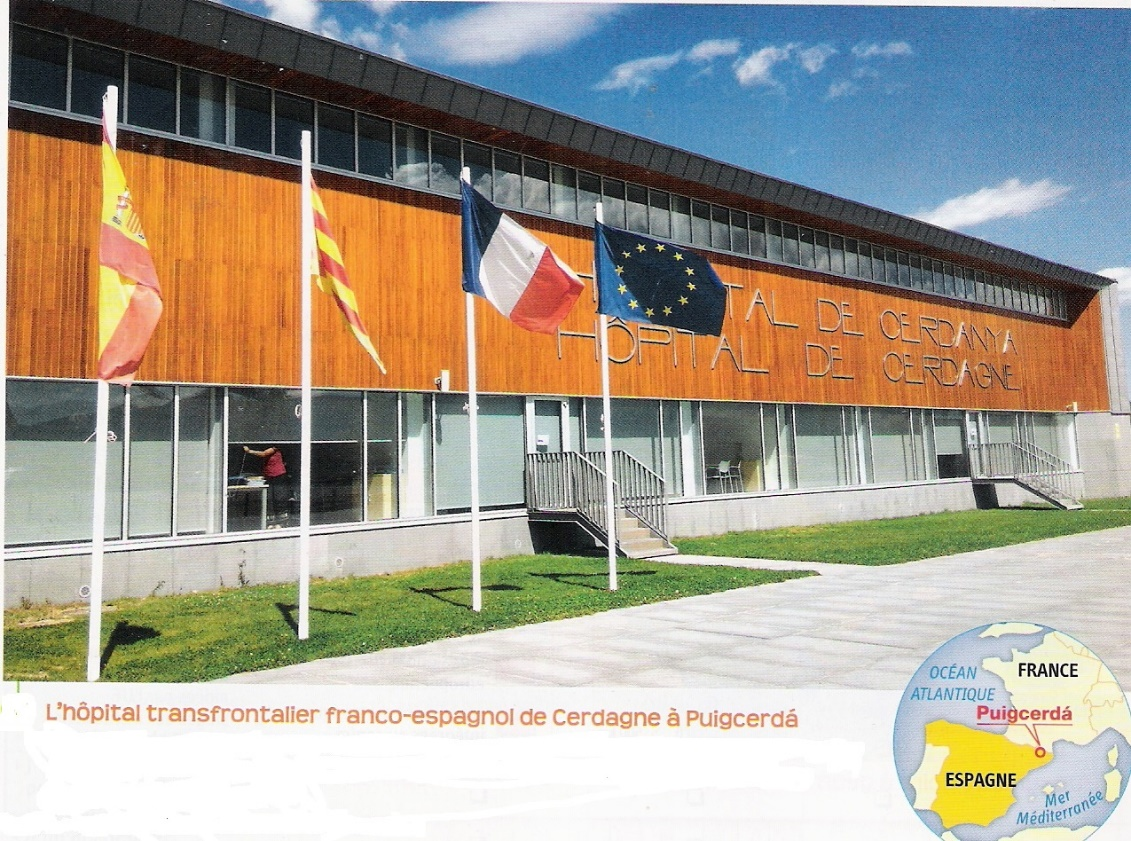 TAL DE CERDANYA
HÔPITAL DE CERDAGNE
L'hôpital transfrontalier franco-espagnol de Cerdagne à Puigcerdá
OCÉAN
ATLANTIQUE
FRANCE
Puigcerdá
ESPAGNE
Mer
Méditerranée